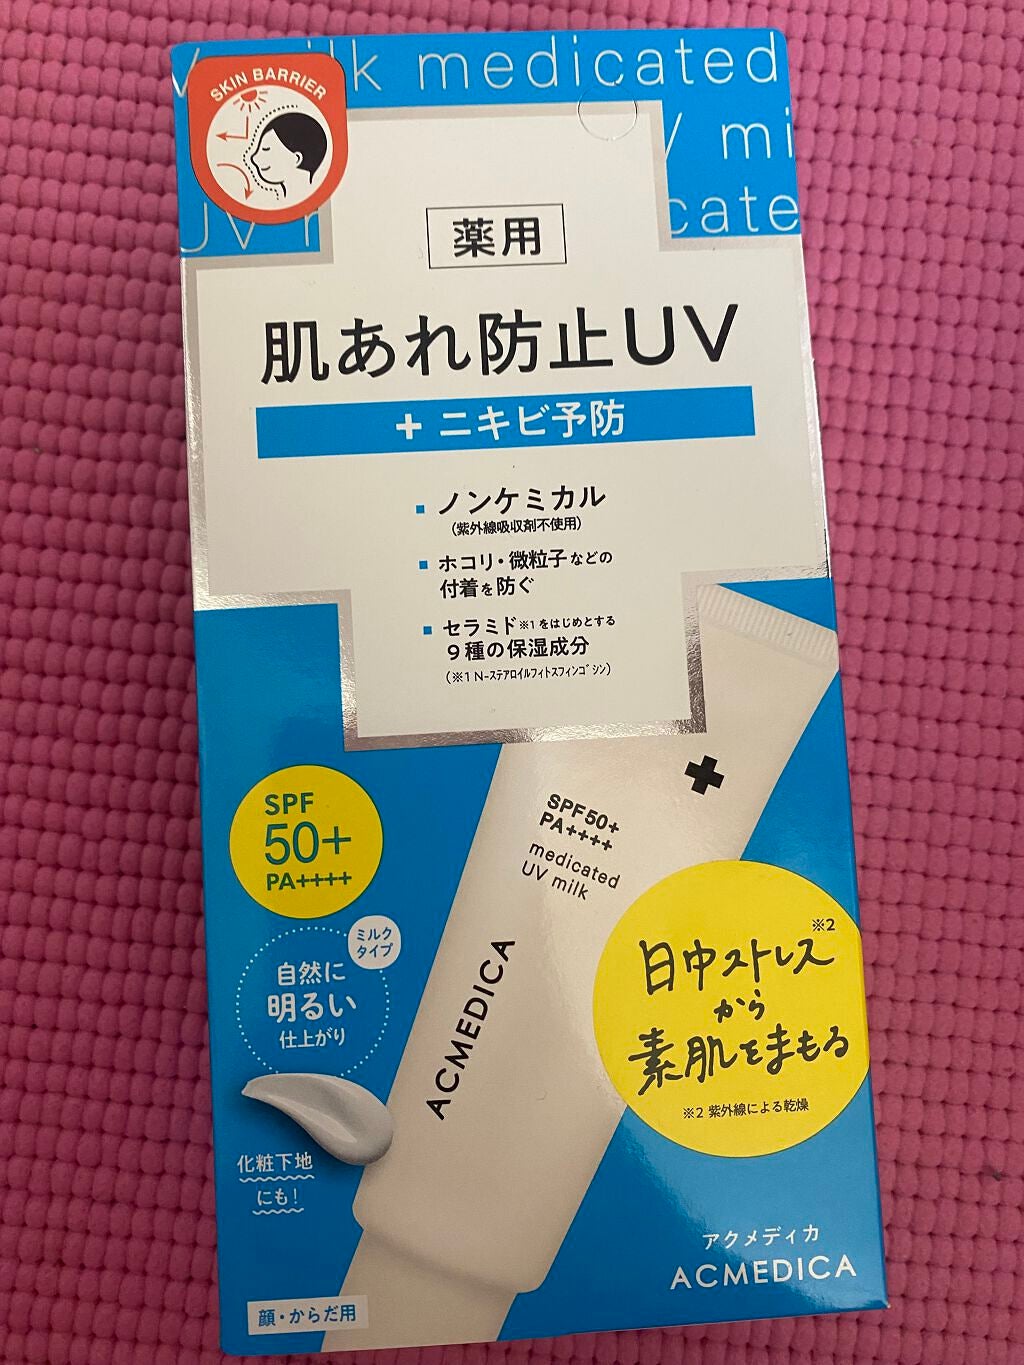 SKIN BARRIER
V milk medicated
V mi
UV m
cate
薬用
肌あれ防止UV
+ ニキビ予防
ノンケミカル
(紫外線吸収剤不使用)
ホコリ・微粒子などの
付着を防ぐ
セラミド※1をはじめとする
9種の保湿成分
(※1 N-ステアロイルフィトスフィンゴシン)
SPF
50+
PA++++
ミルク
タイプ
自然に
明るい
仕上がり
化粧下地
にも!
顔・からだ用
SPF50+
PA++++
medicated
UV milk
ACMEDICA
日中ストレス※2
から
素肌をまもる
※2 紫外線による乾燥
アクメディカ
ACMEDICA